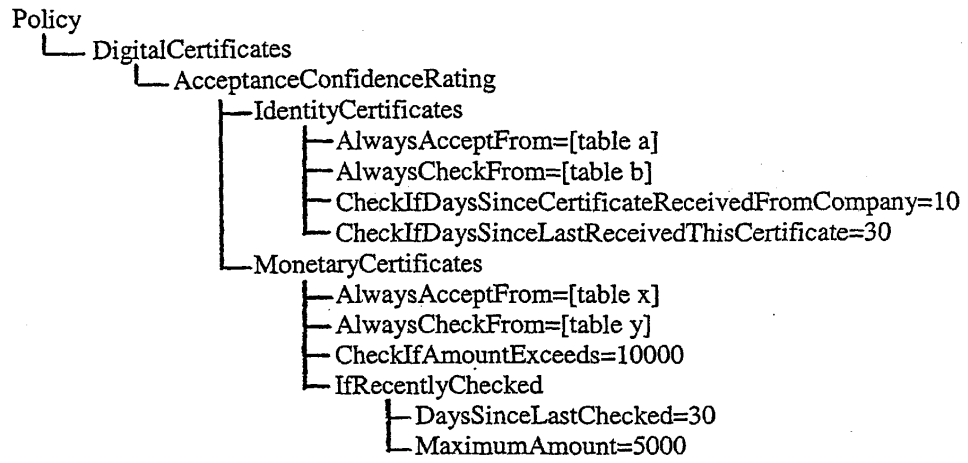 Policy
DigitalCertificates
AcceptanceConfidenceRating
IdentityCertificates
AlwaysAcceptFrom=[table a]
AlwaysCheckFrom=[table b]
CheckIfDaysSinceCertificateReceivedFromCompany=10
CheckIfDaysSinceLastReceivedThisCertificate=30
MonetaryCertificates
AlwaysAcceptFrom=[table x]
AlwaysCheckFrom=[table y]
CheckIfAmountExceeds=10000
IfRecentlyChecked
DaysSinceLastChecked=30
MaximumAmount=5000